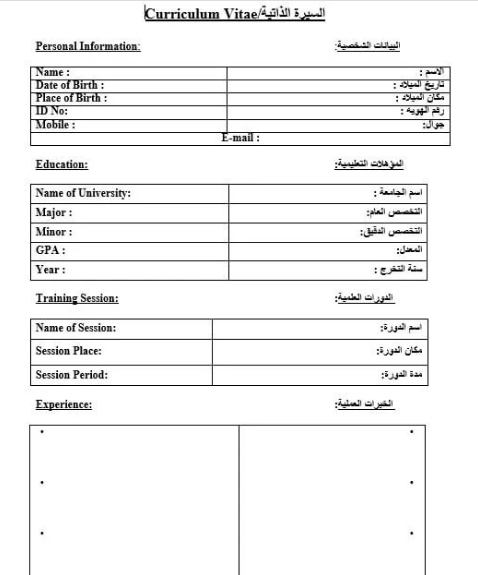 Curriculum Vitae/السيرة الذاتية
Personal Information: البيانات الشخصية:
Name : الاسم :
Date of Birth : تاريخ الميلاد :
Place of Birth : مكان الميلاد :
ID No: رقم الهويه :
Mobile : جوال:
E-mail :
Education: المؤهلات التعليمية:
Name of University: اسم الجامعة :
Major : التخصص العام:
Minor : التخصص الدقيق:
GPA : المعدل:
Year : سنة التخرج :
Training Session: الدورات العلمية:
Name of Session: اسم الدورة:
Session Place: مكان الدورة:
Session Period: مدة الدورة:
Experience: الخبرات العملية: